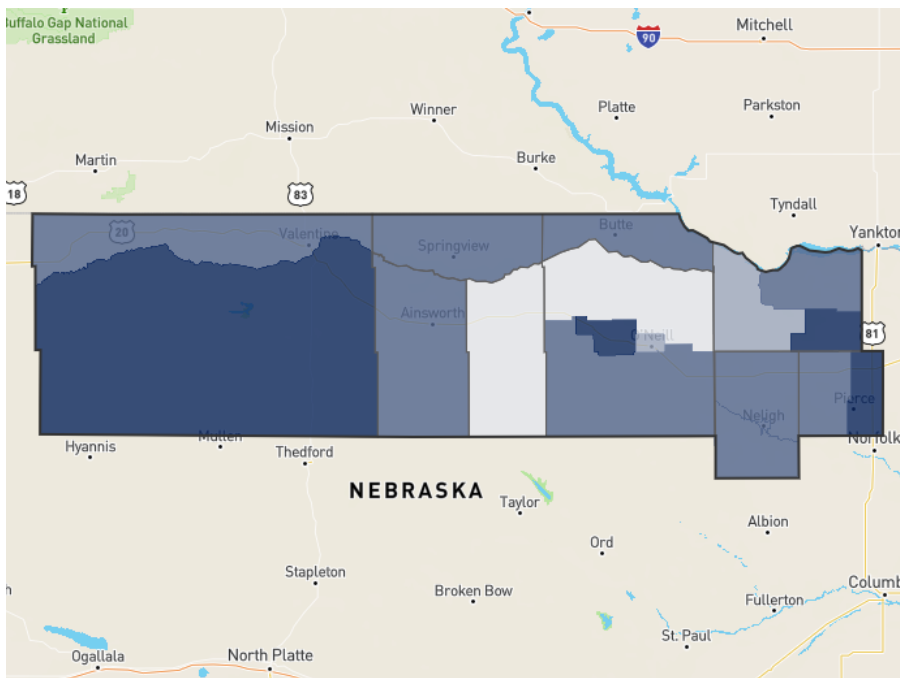 Buffalo Gap National
Grassland
90
Mitchell
Winner
Platte
Parkston
Mission
Martin
Burke
18
83
Tyndall
20
Valentine
Springview
Butte
Yankton
Ainsworth
O'Neill
81
Neligh
Pierce
Hyannis
Mullen
Thedford
Norfolk
NEBRASKA
Taylor
Albion
Ord
Stapleton
Broken Bow
Fullerton
Columb
St. Paul
Ogallala
North Platte